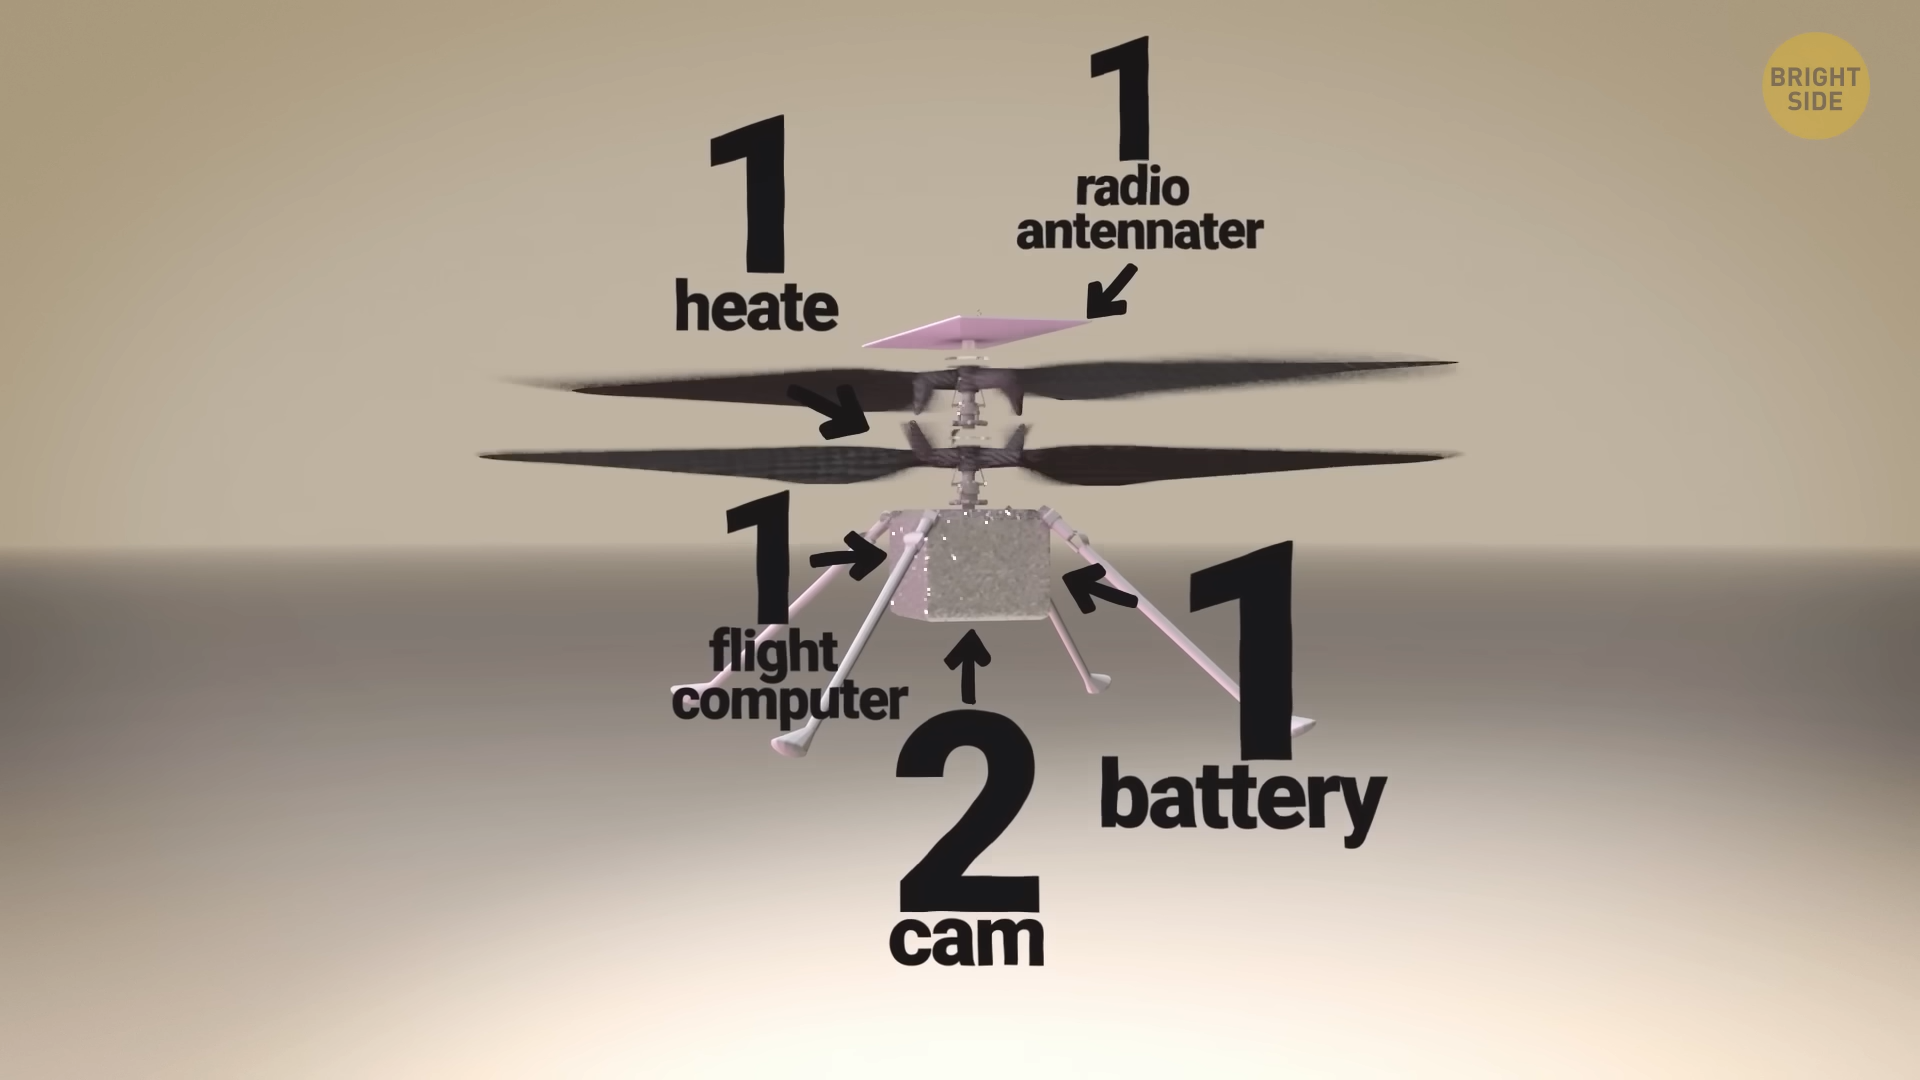 BRIGHT
SIDE
1
radio
antennater
1
heate
1
flight
computer
1
battery
2
cam